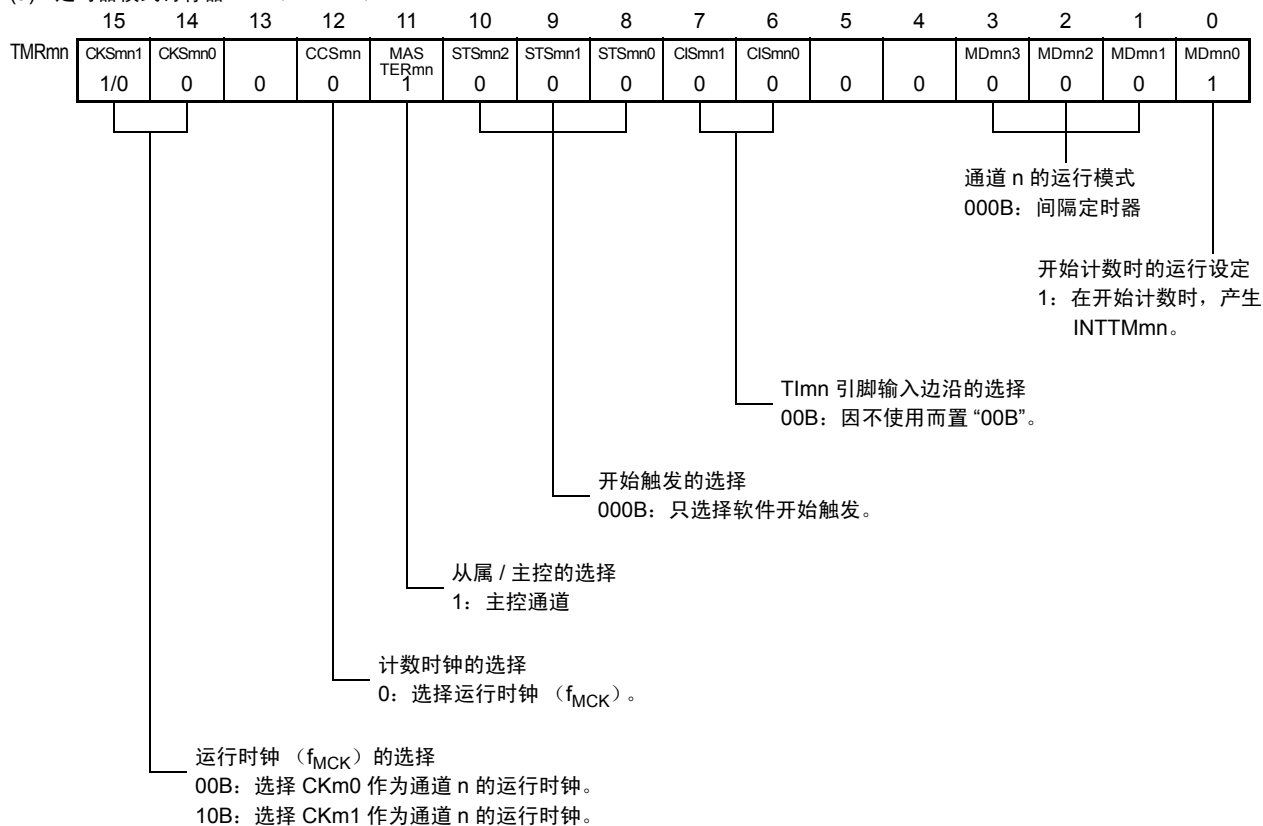 15 14 13 12 11 10 9 8 7 6 5 4 3 2 1 0
TMRmn CKSmn1 CKSmn0 CCSmn MAS TERmn STSmn2 STSmn1 STSmn0 CISmn1 CISmn0 MDmn3 MDmn2 MDmn1 MDmn0
1/0 0 0 0 1 0 0 0 0 0 0 0 0 0 0 1
通道 n 的运行模式
000B：间隔定时器
开始计数时的运行设定
1：在开始计数时，产生
INTTMmn。
TImn 引脚输入边沿的选择
00B：因不使用而置 “00B”。
开始触发的选择
000B：只选择软件开始触发。
从属 / 主控的选择
1：主控通道
计数时钟的选择
0：选择运行时钟 （fMCK）。
运行时钟 （fMCK）的选择
00B：选择 CKm0 作为通道 n 的运行时钟。
10B：选择 CKm1 作为通道 n 的运行时钟。